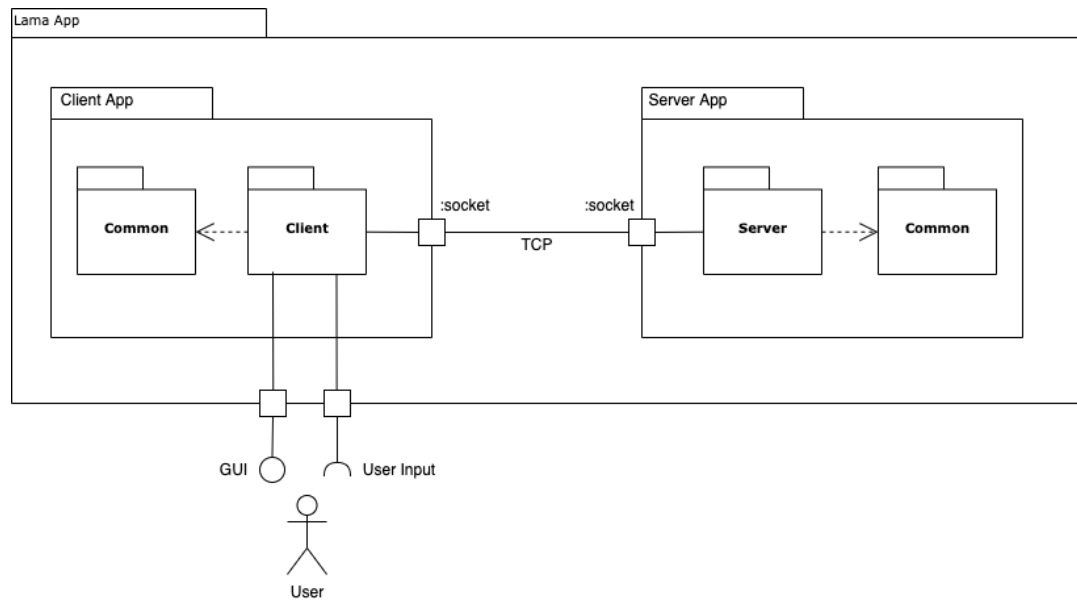 Lama App
Client App
Server App
:socket
:socket
Common
Client
Server
Common
TCP
GUI
User Input
User